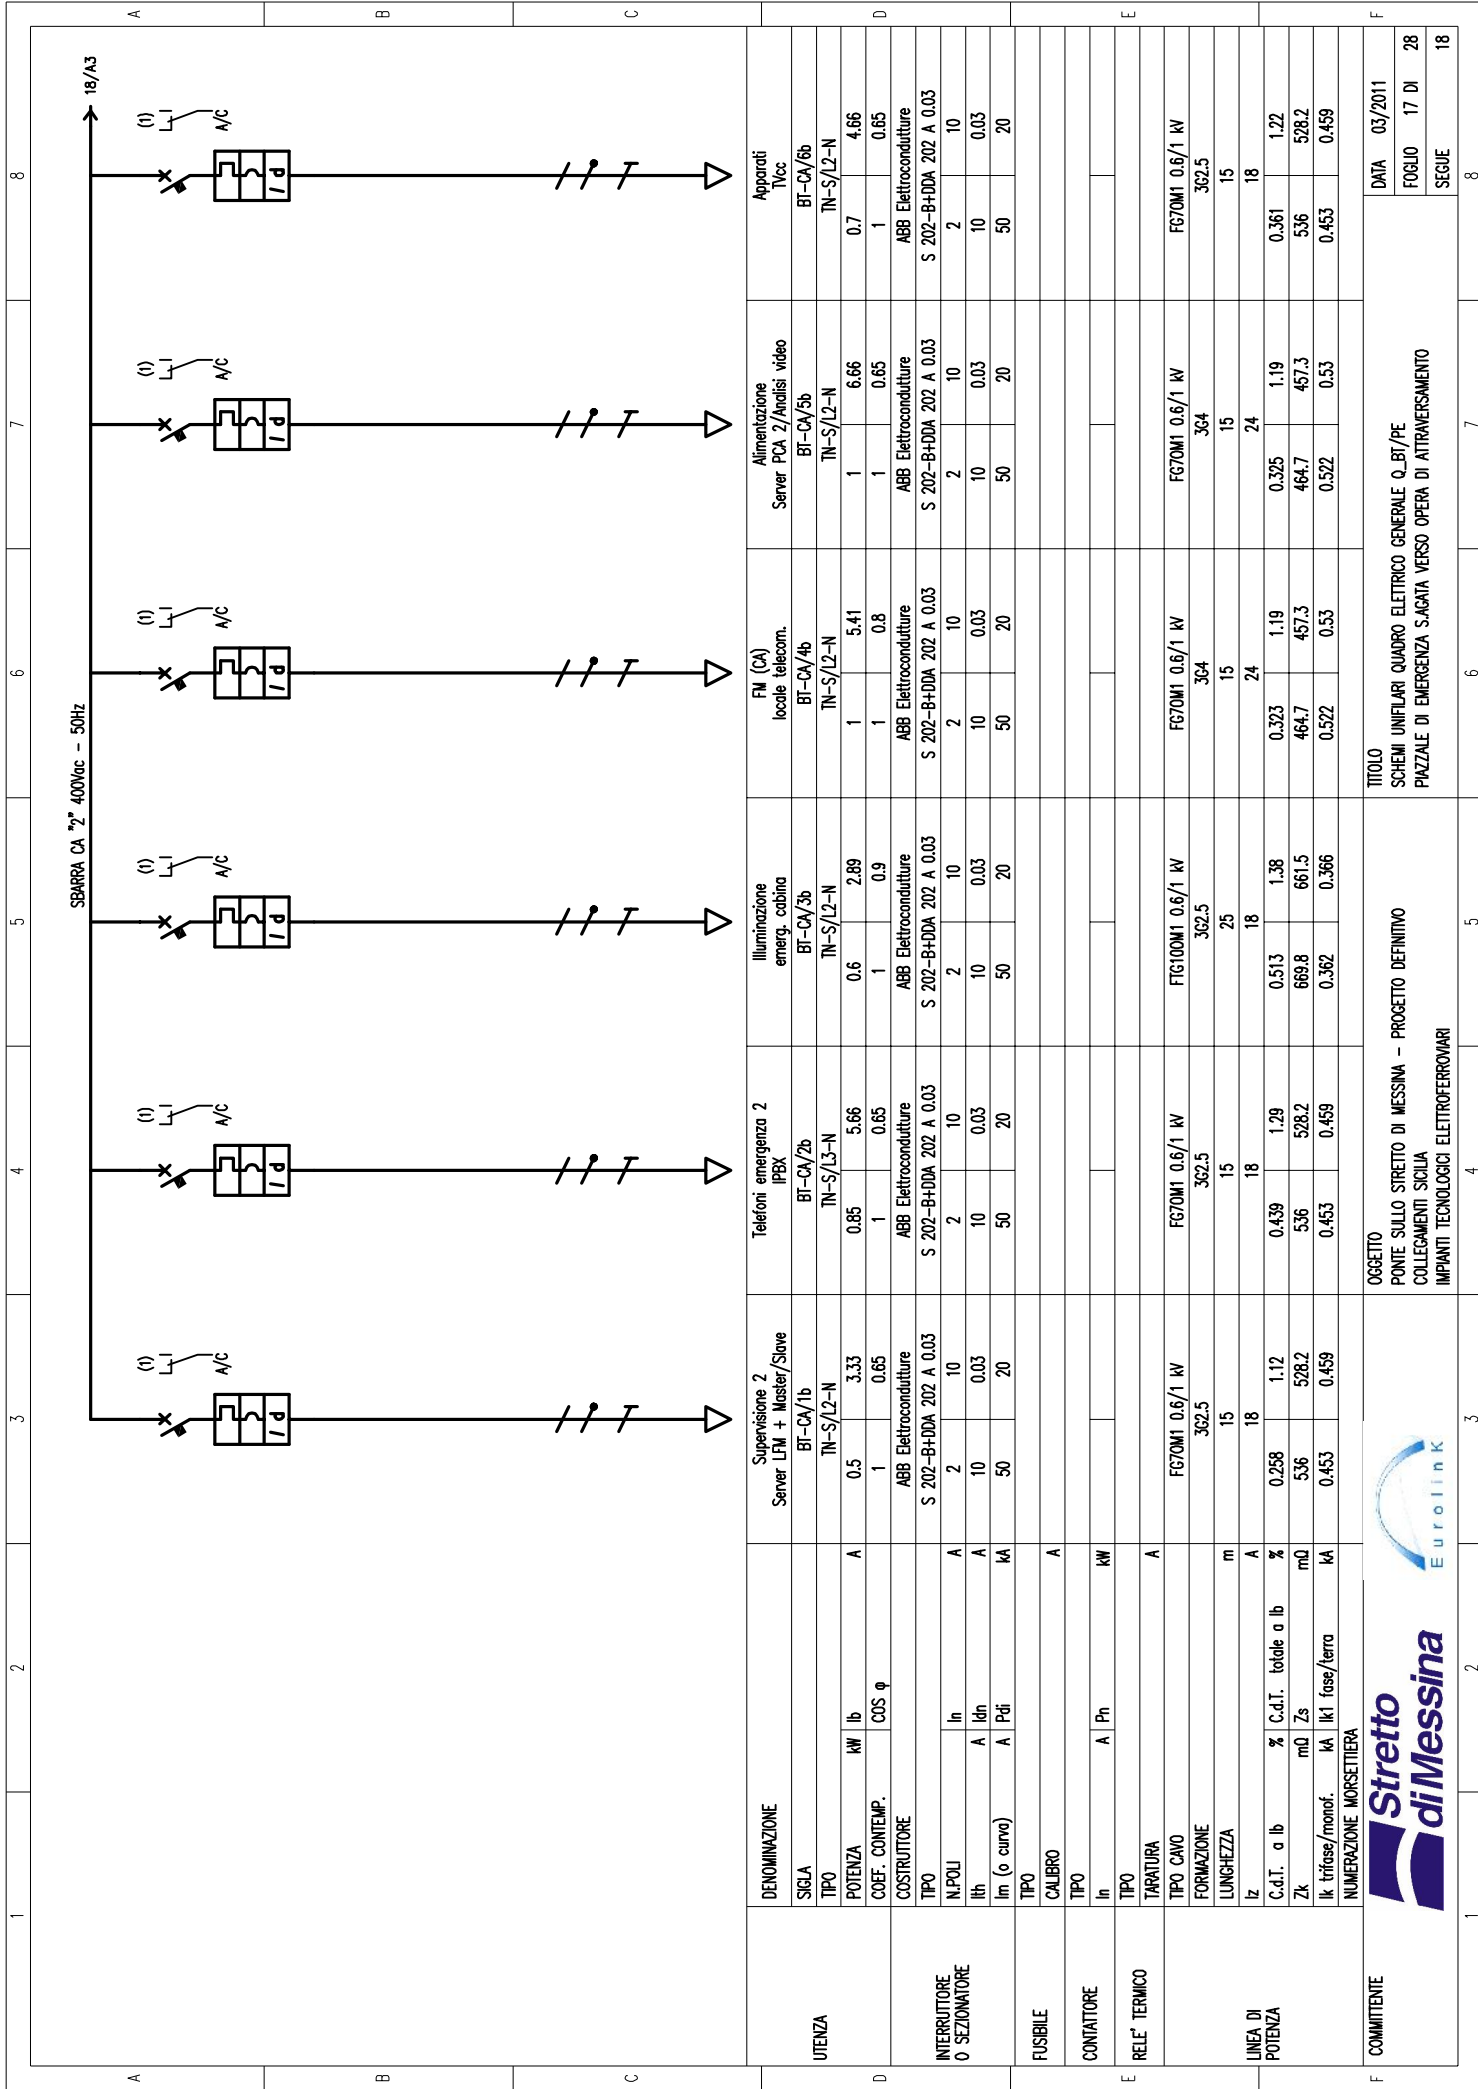 1 2 3 4 5 6 7 8
A
B
C
D
E
F
SBARRA CA "2" 400Vac - 50Hz
18/A3
(1) (1) (1) (1) (1) (1)
A/C A/C A/C A/C A/C A/C
I d I d I d I d I d I d
UTENZA
DENOMINAZIONE
Supervisione 2
Server LFM + Master/Slave
Telefoni emergenza 2
IPBX
Illuminazione
emerg. cabina
FM (CA)
locale telecom.
Alimentazione
Server PCA 2/Analisi video
Apparati
TVcc
SIGLA BT-CA/1b BT-CA/2b BT-CA/3b BT-CA/4b BT-CA/5b BT-CA/6b
TIPO TN-S/L2-N TN-S/L3-N TN-S/L2-N TN-S/L2-N TN-S/L2-N TN-S/L2-N
POTENZA kW Ib A 0.5 3.33 0.85 5.66 0.6 2.89 1 5.41 1 6.66 0.7 4.66
COEF. CONTEMP. COS φ 1 0.65 1 0.65 1 0.9 1 0.8 1 0.65 1 0.65
INTERRUTTORE
O SEZIONATORE
COSTRUTTORE ABB Elettrocondutture ABB Elettrocondutture ABB Elettrocondutture ABB Elettrocondutture ABB Elettrocondutture ABB Elettrocondutture
TIPO S 202-B+DDA 202 A 0.03 S 202-B+DDA 202 A 0.03 S 202-B+DDA 202 A 0.03 S 202-B+DDA 202 A 0.03 S 202-B+DDA 202 A 0.03 S 202-B+DDA 202 A 0.03
N.POLI In A 2 10 2 10 2 10 2 10 2 10 2 10
Ith A Idn A 10 0.03 10 0.03 10 0.03 10 0.03 10 0.03 10 0.03
Im (o curva) A Pdi kA 50 20 50 20 50 20 50 20 50 20 50 20
FUSIBILE
TIPO
CALIBRO A
CONTATTORE
TIPO
In A Pn kW
RELE' TERMICO
TIPO
TARATURA A
LINEA DI
POTENZA
TIPO CAVO FG7OM1 0.6/1 kV FG7OM1 0.6/1 kV FTG10OM1 0.6/1 kV FG7OM1 0.6/1 kV FG7OM1 0.6/1 kV FG7OM1 0.6/1 kV
FORMAZIONE 3G2.5 3G2.5 3G2.5 3G4 3G4 3G2.5
LUNGHEZZA m 15 15 25 15 15 15
Iz A 18 18 18 24 24 18
C.d.T. a Ib % C.d.T. totale a Ib % 0.258 1.12 0.439 1.29 0.513 1.38 0.323 1.19 0.325 1.19 0.361 1.22
Zk mΩ Zs mΩ 536 528.2 536 528.2 669.8 661.5 464.7 457.3 464.7 457.3 536 528.2
Ik trifase/monof. kA Ik1 fase/terra kA 0.453 0.459 0.453 0.459 0.362 0.366 0.522 0.53 0.522 0.53 0.453 0.459
NUMERAZIONE MORSETTIERA
COMMITTENTE
Stretto
di Messina
Eurolink
OGGETTO
PONTE SULLO STRETTO DI MESSINA - PROGETTO DEFINITIVO
COLLEGAMENTI SICILIA
IMPIANTI TECNOLOGICI ELETTROFERROVIARI
TITOLO
SCHEMI UNIFILARI QUADRO ELETTRICO GENERALE Q_BT/PE
PIAZZALE DI EMERGENZA S.AGATA VERSO OPERA DI ATTRAVERSAMENTO
DATA 03/2011
FOGLIO 17 DI 28
SEGUE 18
A
B
C
D
E
F
1 2 3 4 5 6 7 8